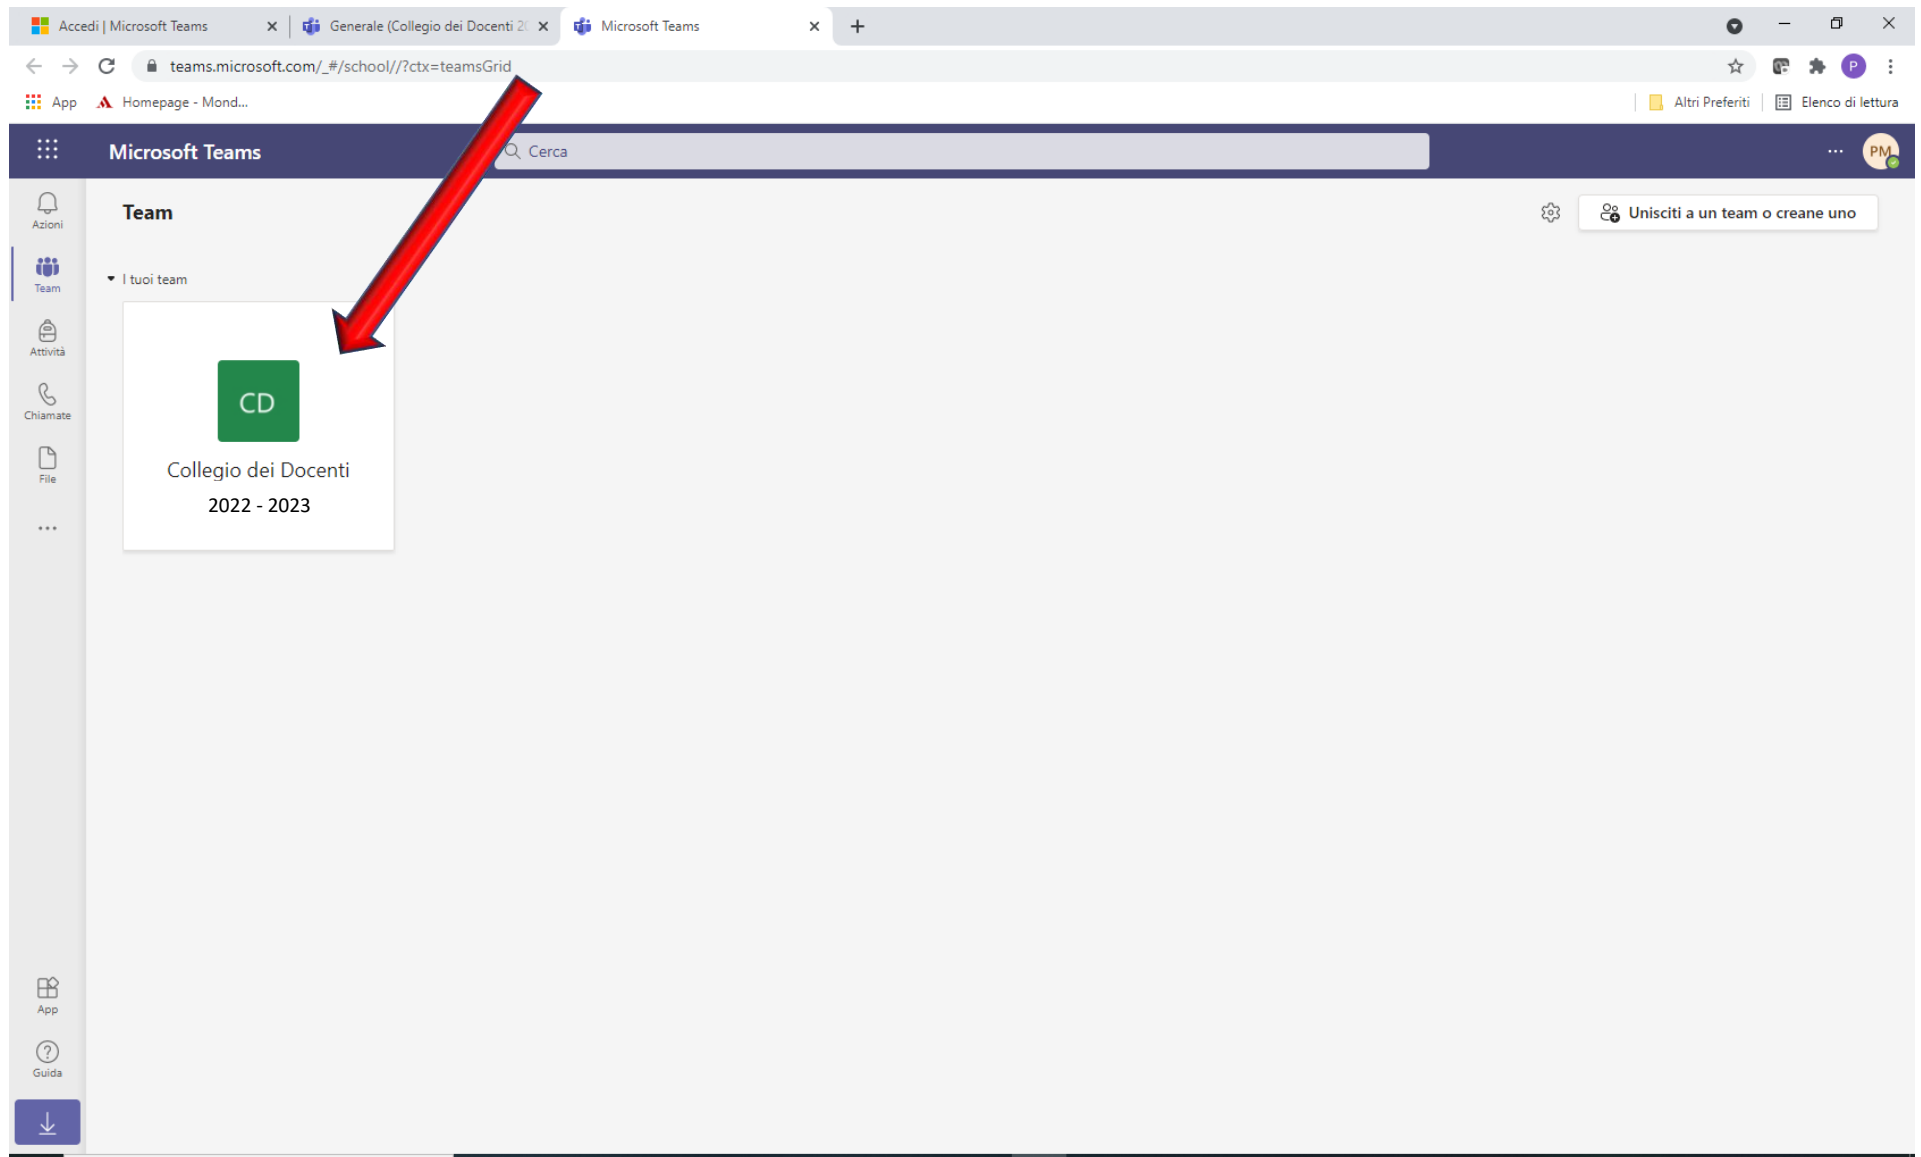 Accedi | Microsoft Teams
Generale (Collegio dei Docenti 2
Microsoft Teams
teams.microsoft.com/_#/school//?ctx=teamsGrid
P
App
Homepage - Mond...
Altri Preferiti
Elenco di lettura
Microsoft Teams
Cerca
PM
Azioni
Team
Unisciti a un team o creane uno
Team
I tuoi team
Attività
CD
Chiamate
Collegio dei Docenti
File
2022 - 2023
App
Guida